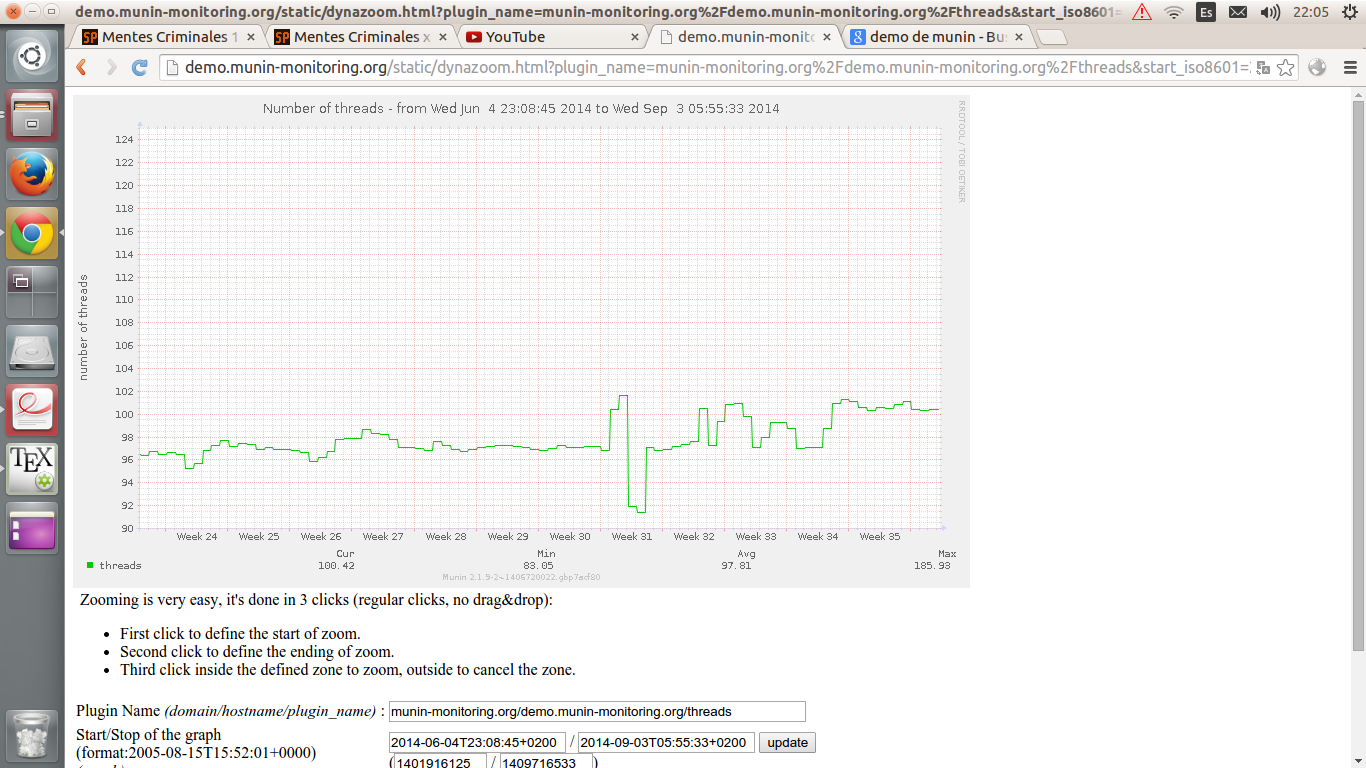 demo.munin-monitoring.org/static/dynazoom.html?plugin_name=munin-monitoring.org%2Fdemo.munin-monitoring.org%2Fthreads&start_iso8601=
Es
22:05
Mentes Criminales 1
Mentes Criminales x
YouTube
demo.munin-monito
demo de munin - Bus
demo.munin-monitoring.org/static/dynazoom.html?plugin_name=munin-monitoring.org%2Fdemo.munin-monitoring.org%2Fthreads&start_iso8601=
Number of threads - from Wed Jun 4 23:08:45 2014 to Wed Sep 3 05:55:33 2014
RRDTOOL / TOBI OETIKER
number of threads
124
122
120
118
116
114
112
110
108
106
104
102
100
98
96
94
92
90
Week 24 Week 25 Week 26 Week 27 Week 28 Week 29 Week 30 Week 31 Week 32 Week 33 Week 34 Week 35
Cur Min Avg Max
threads 100.42 83.05 97.81 185.93
Munin 2.1.9-2~1406720022.gbp7acf80
Zooming is very easy, it's done in 3 clicks (regular clicks, no drag&drop):
• First click to define the start of zoom.
• Second click to define the ending of zoom.
• Third click inside the defined zone to zoom, outside to cancel the zone.
Plugin Name (domain/hostname/plugin_name) : munin-monitoring.org/demo.munin-monitoring.org/threads
Start/Stop of the graph
(format:2005-08-15T15:52:01+0000) 2014-06-04T23:08:45+0200 / 2014-09-03T05:55:33+0200 update
(1401916125 / 1409716533 )
TEX